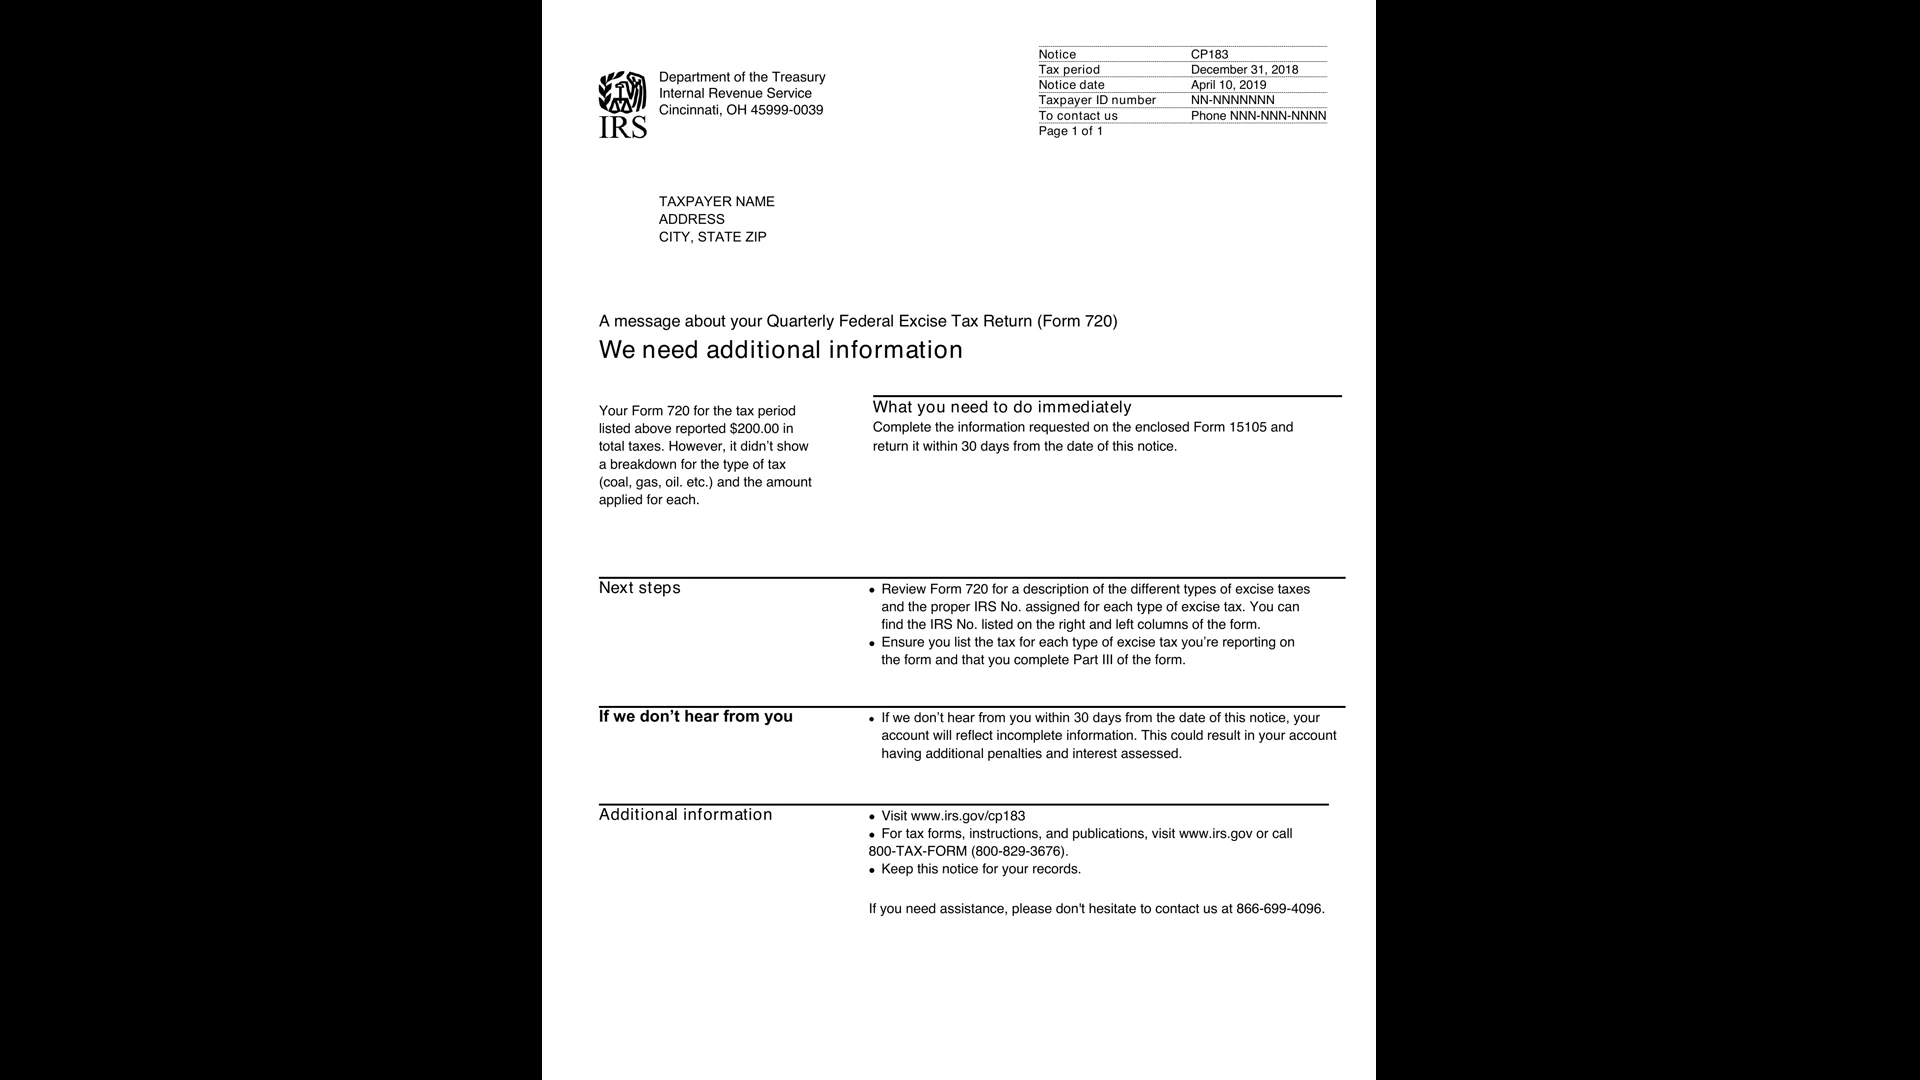 Department of the Treasury
Internal Revenue Service
Cincinnati, OH 45999-0039
IRS
Notice CP183
Tax period December 31, 2018
Notice date April 10, 2019
Taxpayer ID number NN-NNNNNNN
To contact us Phone NNN-NNN-NNNN
Page 1 of 1
TAXPAYER NAME
ADDRESS
CITY, STATE ZIP
A message about your Quarterly Federal Excise Tax Return (Form 720)
We need additional information
Your Form 720 for the tax period
listed above reported $200.00 in
total taxes. However, it didn’t show
a breakdown for the type of tax
(coal, gas, oil. etc.) and the amount
applied for each.
What you need to do immediately
Complete the information requested on the enclosed Form 15105 and
return it within 30 days from the date of this notice.
Next steps
• Review Form 720 for a description of the different types of excise taxes
and the proper IRS No. assigned for each type of excise tax. You can
find the IRS No. listed on the right and left columns of the form.
• Ensure you list the tax for each type of excise tax you’re reporting on
the form and that you complete Part III of the form.
If we don’t hear from you
• If we don’t hear from you within 30 days from the date of this notice, your
account will reflect incomplete information. This could result in your account
having additional penalties and interest assessed.
Additional information
• Visit www.irs.gov/cp183
• For tax forms, instructions, and publications, visit www.irs.gov or call
800-TAX-FORM (800-829-3676).
• Keep this notice for your records.
If you need assistance, please don't hesitate to contact us at 866-699-4096.